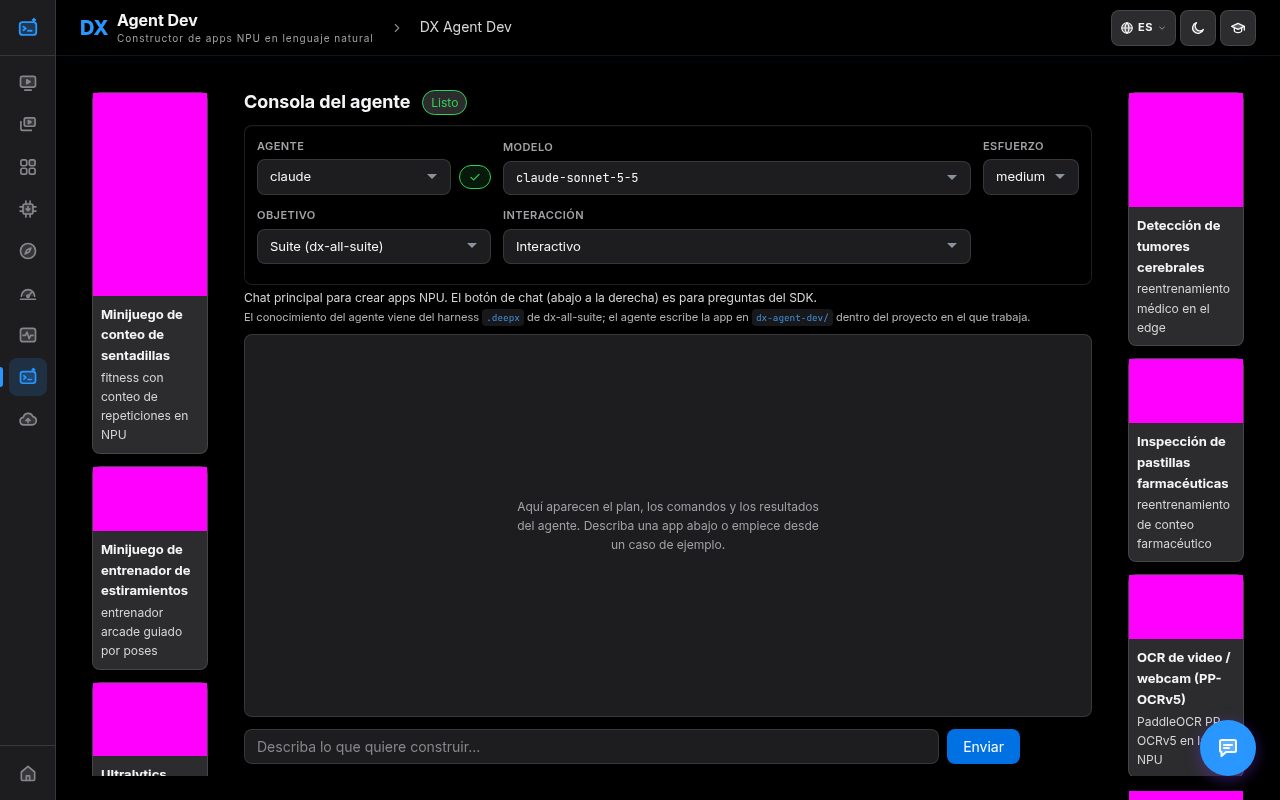 DX
Agent Dev
Constructor de apps NPU en lenguaje natural
DX Agent Dev
ES
Minijuego de
conteo de
sentadillas
fitness con
conteo de
repeticiones en
NPU
Minijuego de
entrenador de
estiramientos
entrenador
arcade guiado
por poses
Ultralytics
Consola del agente
Listo
AGENTE
claude
MODELO
claude-sonnet-5-5
ESFUERZO
medium
OBJETIVO
Suite (dx-all-suite)
INTERACCIÓN
Interactivo
Chat principal para crear apps NPU. El botón de chat (abajo a la derecha) es para preguntas del SDK.
El conocimiento del agente viene del harness .deepx de dx-all-suite; el agente escribe la app en dx-agent-dev/ dentro del proyecto en el que trabaja.
Aquí aparecen el plan, los comandos y los resultados
del agente. Describa una app abajo o empiece desde
un caso de ejemplo.
Describa lo que quiere construir...
Enviar
Detección de
tumores
cerebrales
reentrenamiento
médico en el
edge
Inspección de
pastillas
farmacéuticas
reentrenamiento
de conteo
farmacéutico
OCR de video /
webcam (PP-
OCRv5)
PaddleOCR PP-
OCRv5 en
NPU